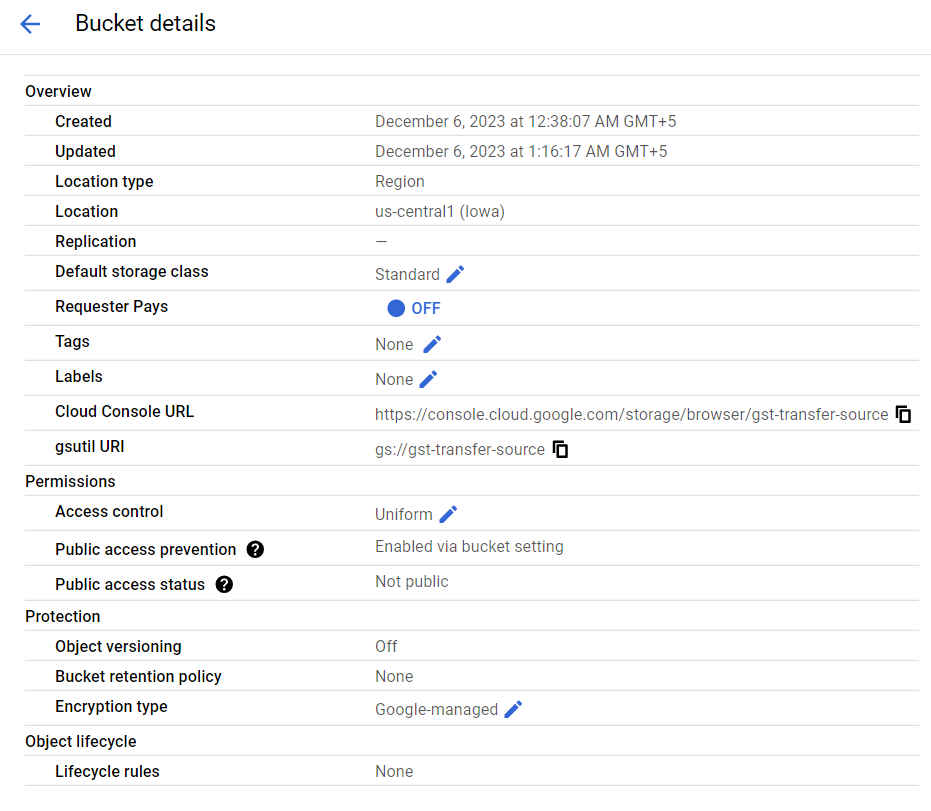 Bucket details
Overview
Created December 6, 2023 at 12:38:07 AM GMT+5
Updated December 6, 2023 at 1:16:17 AM GMT+5
Location type Region
Location us-central1 (Iowa)
Replication —
Default storage class Standard
Requester Pays OFF
Tags None
Labels None
Cloud Console URL https://console.cloud.google.com/storage/browser/gst-transfer-source
gsutil URI gs://gst-transfer-source
Permissions
Access control Uniform
Public access prevention ? Enabled via bucket setting
Public access status ? Not public
Protection
Object versioning Off
Bucket retention policy None
Encryption type Google-managed
Object lifecycle
Lifecycle rules None